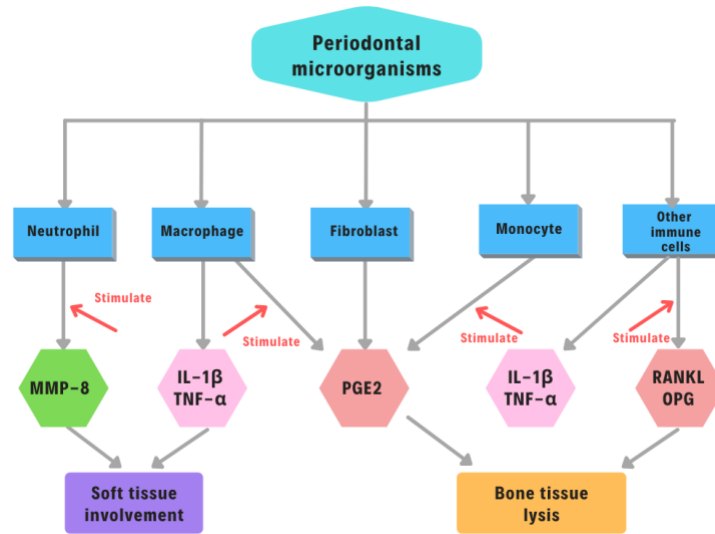 Periodontal
microorganisms
Neutrophil
Macrophage
Fibroblast
Monocyte
Other
immune
cells
Stimulate
Stimulate
Stimulate
Stimulate
MMP-8
IL-1β
TNF-α
PGE2
IL-1β
TNF-α
RANKL
OPG
Soft tissue
involvement
Bone tissue
lysis